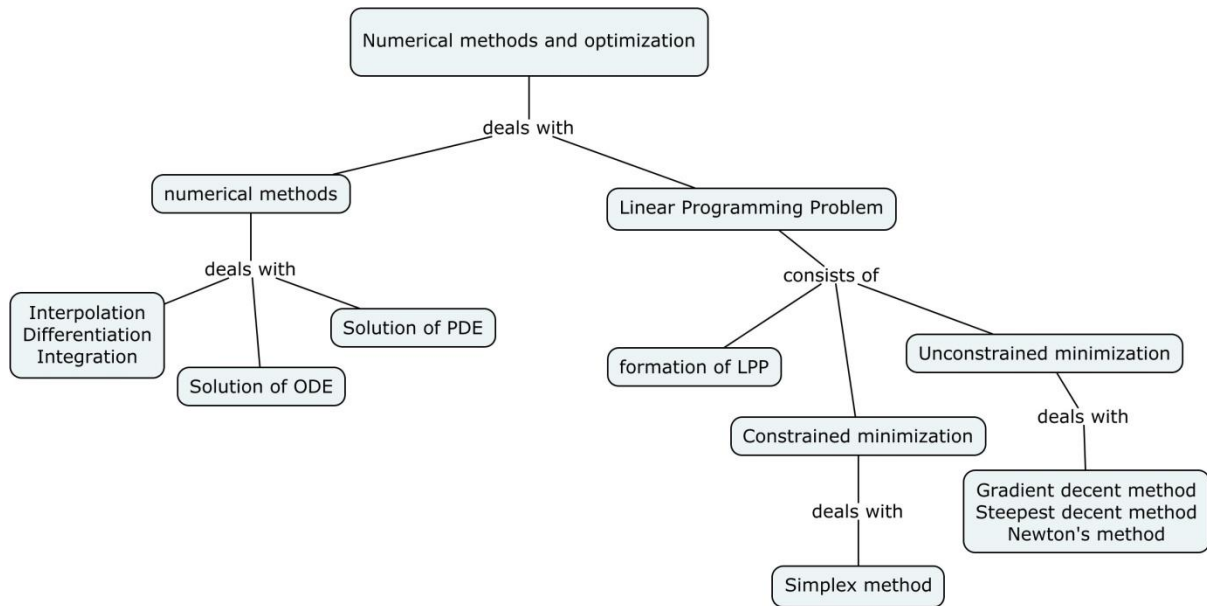 Numerical methods and optimization
deals with
numerical methods
Linear Programming Problem
deals with
consists of
Interpolation
Differentiation
Integration
Solution of PDE
Solution of ODE
formation of LPP
Unconstrained minimization
Constrained minimization
deals with
deals with
Gradient decent method
Steepest decent method
Newton's method
Simplex method